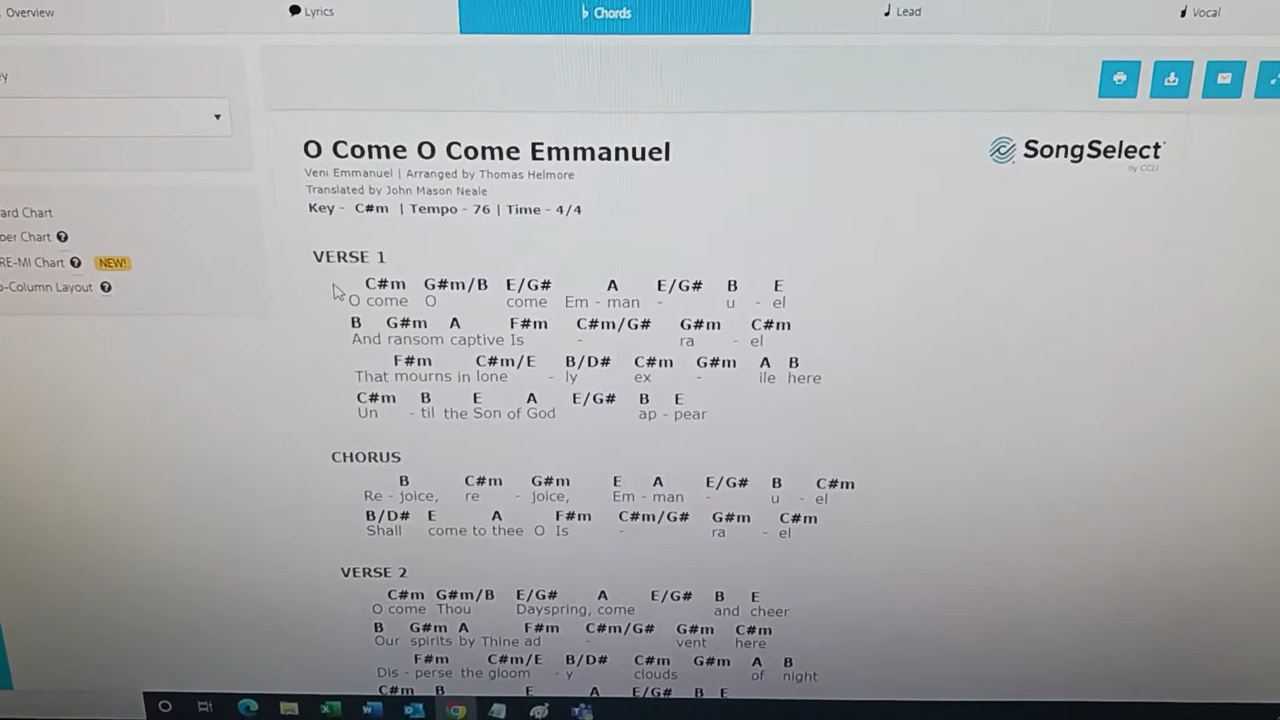 Overview
Lyrics
Chords
Lead
Vocal
O Come O Come Emmanuel
SongSelect
by CCLI
Veni Emmanuel | Arranged by Thomas Helmore
Translated by John Mason Neale
Key - C#m | Tempo - 76 | Time - 4/4
ard Chart
per Chart
RE-MI Chart NEW!
o-Column Layout
VERSE 1
C#m G#m/B E/G# A E/G# B E
O come O come Em - man - u - el
B G#m A F#m C#m/G# G#m C#m
And ransom captive Is - ra - el
F#m C#m/E B/D# C#m G#m A B
That mourns in lone - ly ex - ile here
C#m B E A E/G# B E
Un - til the Son of God ap - pear
CHORUS
B C#m G#m E A E/G# B C#m
Re - joice, re - joice, Em - man - u - el
B/D# E A F#m C#m/G# G#m C#m
Shall come to thee O Is - ra - el
VERSE 2
C#m G#m/B E/G# A E/G# B E
O come Thou Dayspring, come and cheer
B G#m A F#m C#m/G# G#m C#m
Our spirits by Thine ad - vent here
F#m C#m/E B/D# C#m G#m A B
Dis - perse the gloom - y clouds of night
C#m B E A E/G# B E